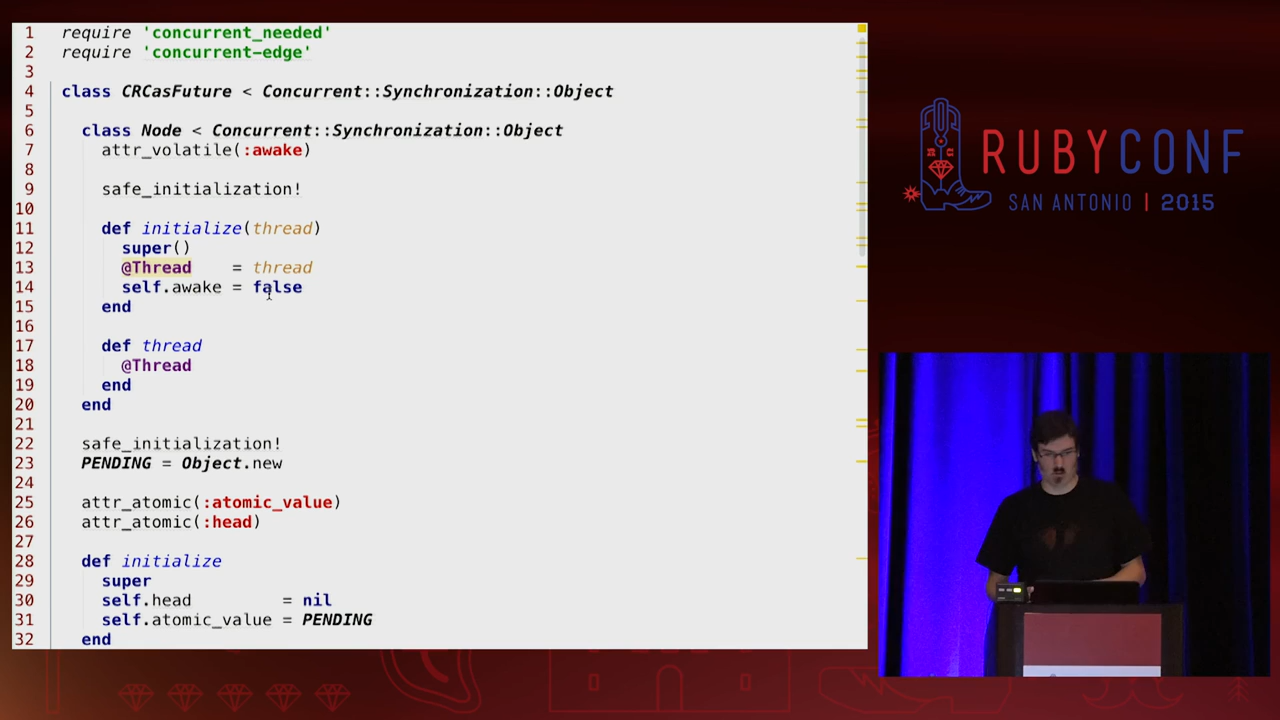 1 require 'concurrent_needed'
2 require 'concurrent-edge'
3
4 class CRCasFuture < Concurrent::Synchronization::Object
5
6 class Node < Concurrent::Synchronization::Object
7 attr_volatile(:awake)
8
9 safe_initialization!
10
11 def initialize(thread)
12 super()
13 @Thread = thread
14 self.awake = false
15 end
16
17 def thread
18 @Thread
19 end
20 end
21
22 safe_initialization!
23 PENDING = Object.new
24
25 attr_atomic(:atomic_value)
26 attr_atomic(:head)
27
28 def initialize
29 super
30 self.head = nil
31 self.atomic_value = PENDING
32 end
RUBYCONF
SAN ANTONIO | 2015